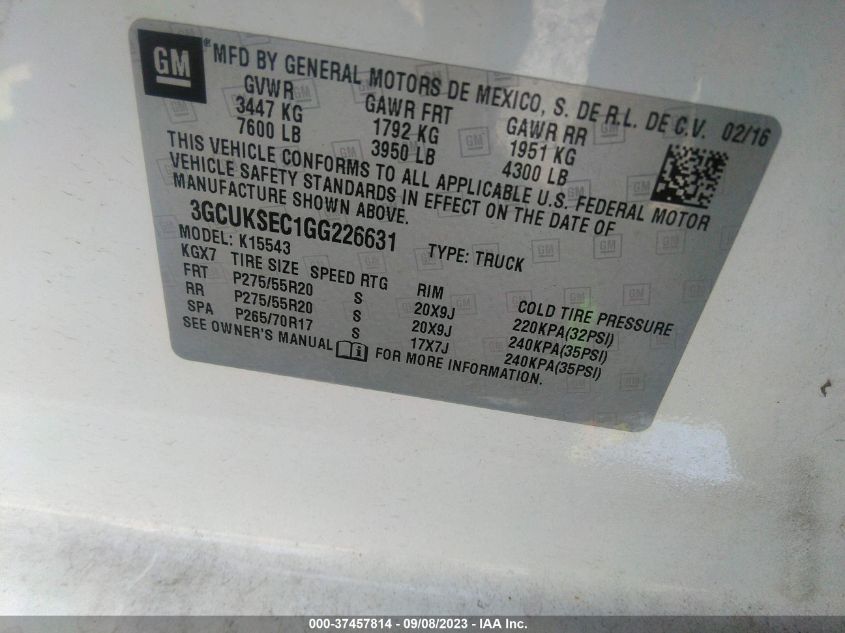 GM ® MFD BY GENERAL MOTORS DE MEXICO, S. DE R.L. DE C.V. 02/16
GVWR GAWR FRT GAWR RR
3447 KG 1792 KG 1951 KG
7600 LB 3950 LB 4300 LB
THIS VEHICLE CONFORMS TO ALL APPLICABLE U.S. FEDERAL MOTOR
VEHICLE SAFETY STANDARDS IN EFFECT ON THE DATE OF
MANUFACTURE SHOWN ABOVE.
3GCUKSEC1GG226631 TYPE: TRUCK
MODEL: K15543
KGX7 TIRE SIZE SPEED RTG RIM COLD TIRE PRESSURE
FRT P275/55R20 S 20X9J 220KPA(32PSI)
RR P275/55R20 S 20X9J 240KPA(35PSI)
SPA P265/70R17 S 17X7J 240KPA(35PSI)
SEE OWNER'S MANUAL FOR MORE INFORMATION.
000-37457814 - 09/08/2023 - IAA Inc.